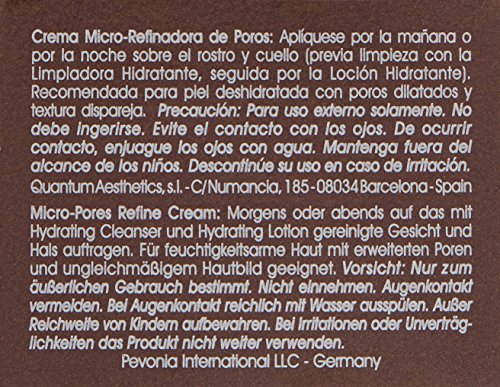 Crema Micro-Refinadora de Poros: Aplíquese por la mañana o
por la noche sobre el rostro y cuello (previa limpieza con la
Limpiadora Hidratante, seguida por la Loción Hidratante).
Recomendada para piel deshidratada con poros dilatados y
textura dispareja. Precaución: Para uso externo solamente. No
debe ingerirse. Evite el contacto con los ojos. De ocurrir
contacto, enjuague los ojos con agua. Mantenga fuera del
alcance de los niños. Descontinúe su uso en caso de irritación.
QuantumAesthetics, s.l. - C/Numancia, 185-08034 Barcelona - Spain
Micro-Pores Refine Cream: Morgens oder abends auf das mit
Hydrating Cleanser und Hydrating Lotion gereinigte Gesicht und
Hals auftragen. Für feuchtigkeitsarme Haut mit erweiterten Poren
und ungleichmäßigem Hautbild geeignet. Vorsicht: Nur zum
äußerlichen Gebrauch bestimmt. Nicht einnehmen. Augenkontakt
vermeiden. Bei Augenkontakt reichlich mit Wasser ausspülen. Außer
Reichweite von Kindern aufbewahren. Bei Irritationen oder Unverträg-
lichkeiten das Produkt nicht weiter verwenden.
Pevonia International LLC - Germany